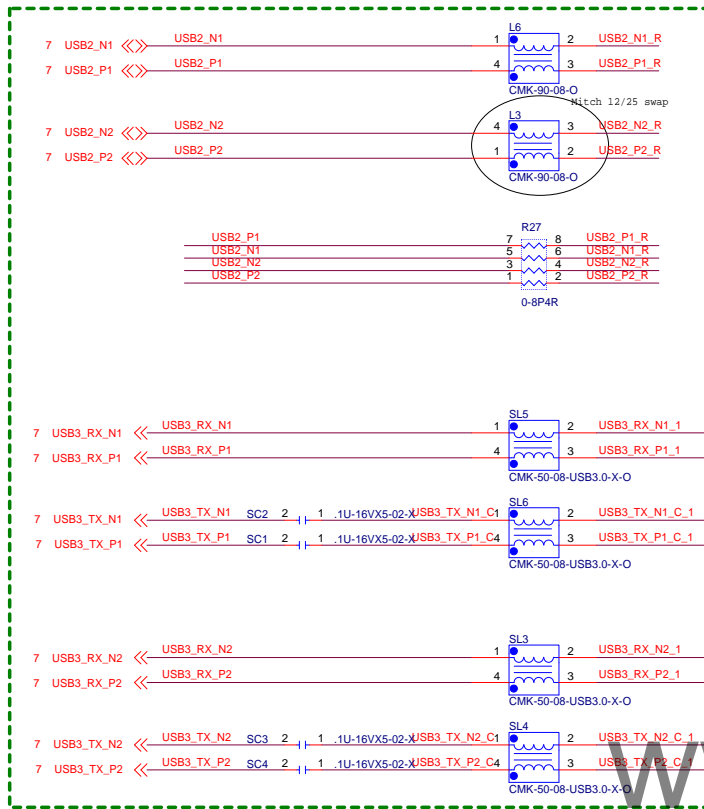 L6
7 USB2_N1 USB2_N1 1 2 USB2_N1_R
7 USB2_P1 USB2_P1 4 3 USB2_P1_R
CMK-90-08-O
Mitch 12/25 swap
L3
7 USB2_N2 USB2_N2 4 3 USB2_N2_R
7 USB2_P2 USB2_P2 1 2 USB2_P2_R
CMK-90-08-O
R27
USB2_P1 7 8 USB2_P1_R
USB2_N1 5 6 USB2_N1_R
USB2_N2 3 4 USB2_N2_R
USB2_P2 1 2 USB2_P2_R
0-8P4R
SL5
7 USB3_RX_N1 USB3_RX_N1 1 2 USB3_RX_N1_1
7 USB3_RX_P1 USB3_RX_P1 4 3 USB3_RX_P1_1
CMK-50-08-USB3.0-X-O
SL6
7 USB3_TX_N1 USB3_TX_N1 SC2 2 1 .1U-16VX5-02-X USB3_TX_N1_C 1 2 USB3_TX_N1_C_1
7 USB3_TX_P1 USB3_TX_P1 SC1 2 1 .1U-16VX5-02-X USB3_TX_P1_C 4 3 USB3_TX_P1_C_1
CMK-50-08-USB3.0-X-O
SL3
7 USB3_RX_N2 USB3_RX_N2 1 2 USB3_RX_N2_1
7 USB3_RX_P2 USB3_RX_P2 4 3 USB3_RX_P2_1
CMK-50-08-USB3.0-X-O
SL4
7 USB3_TX_N2 USB3_TX_N2 SC3 2 1 .1U-16VX5-02-X USB3_TX_N2_C 1 2 USB3_TX_N2_C_1
7 USB3_TX_P2 USB3_TX_P2 SC4 2 1 .1U-16VX5-02-X USB3_TX_P2_C 4 3 USB3_TX_P2_C_1
CMK-50-08-USB3.0-X-O